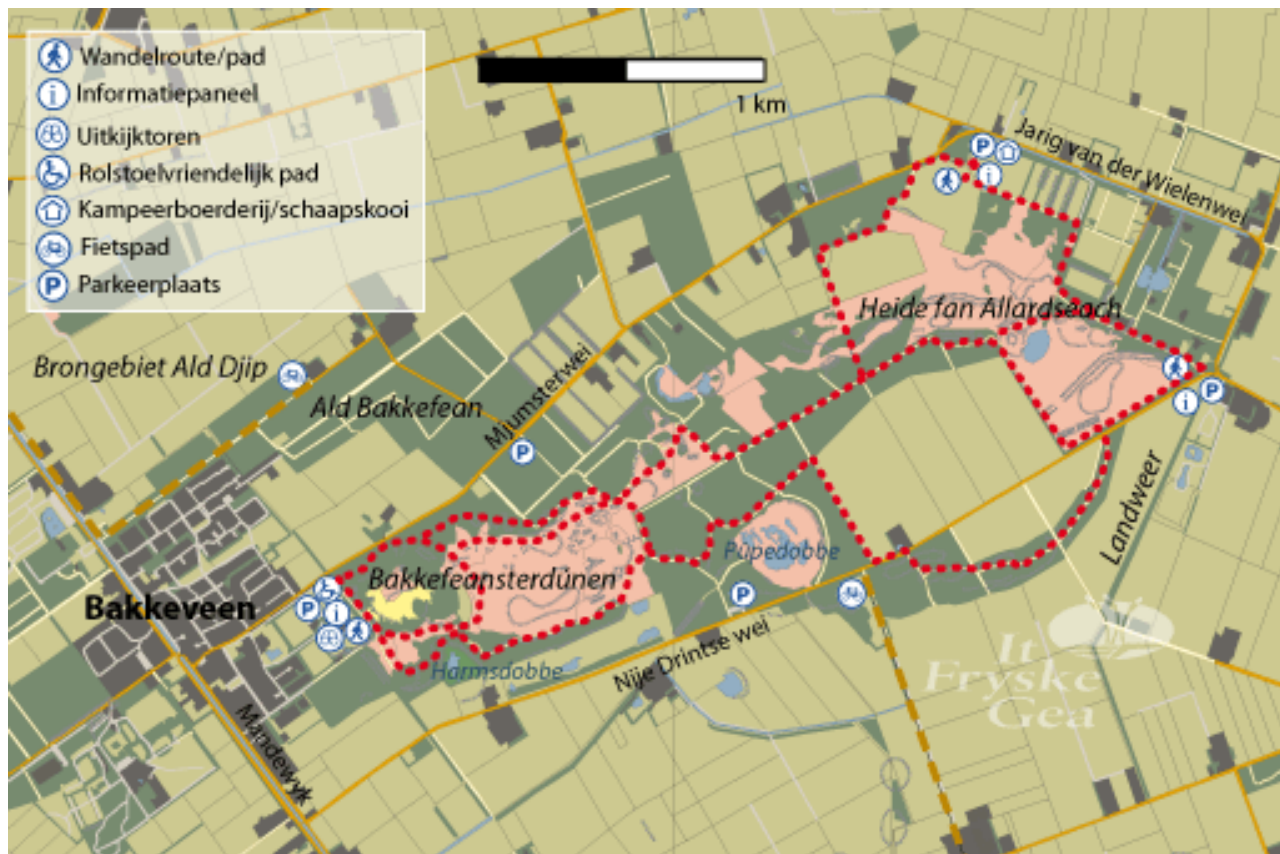 Wandelroute/pad
Informatiepaneel
Uitkijktoren
Rolstoelvriendelijk pad
Kampeerboerderij/schaapskooi
Fietspad
Parkeerplaats
1 km
Jarig van der Wielenwei
Heide fan Allardseach
Brongebiet Ald Djip
Ald Bakkefean
Mjumsterwei
Landweer
Pûpedobbe
Bakkefeansterdúnen
Bakkeveen
Harmsdobbe
Nije Drintse wei
Mandewyk
It
Fryske
Gea